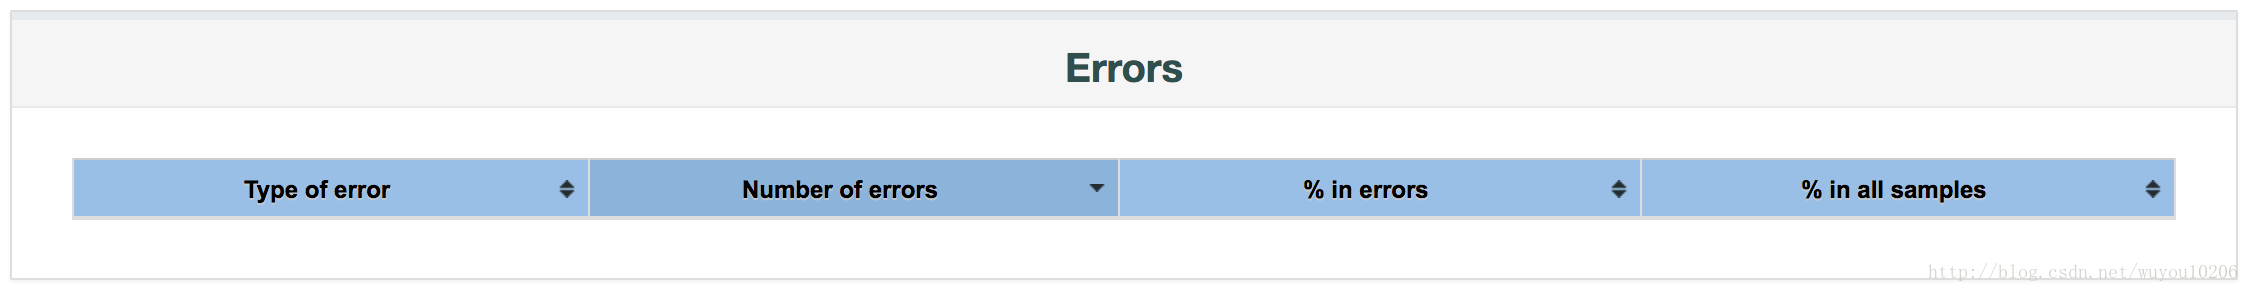 Errors
Type of error Number of errors % in errors % in all samples
http://blog.csdn.net/wuyou10206